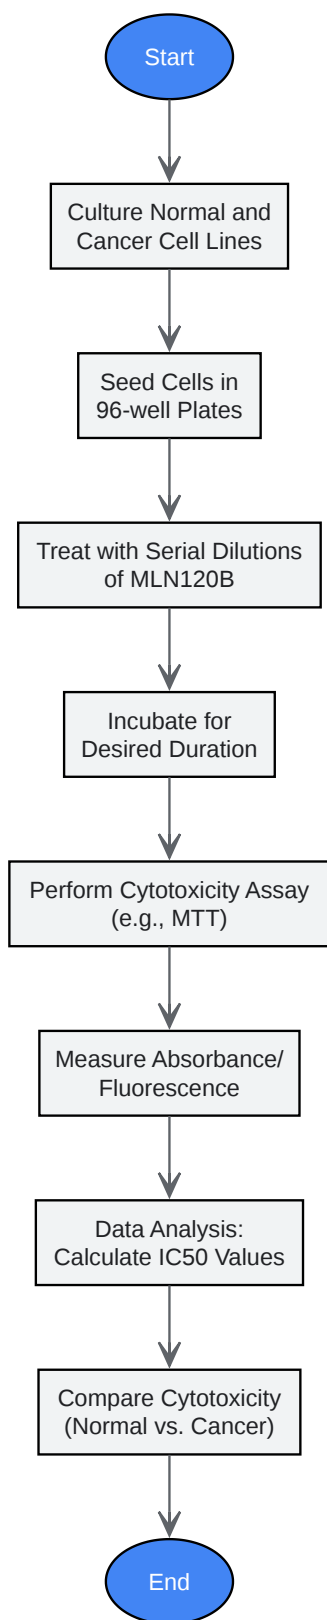 Start
Culture Normal and
Cancer Cell Lines
Seed Cells in
96-well Plates
Treat with Serial Dilutions
of MLN120B
Incubate for
Desired Duration
Perform Cytotoxicity Assay
(e.g., MTT)
Measure Absorbance/
Fluorescence
Data Analysis:
Calculate IC50 Values
Compare Cytotoxicity
(Normal vs. Cancer)
End